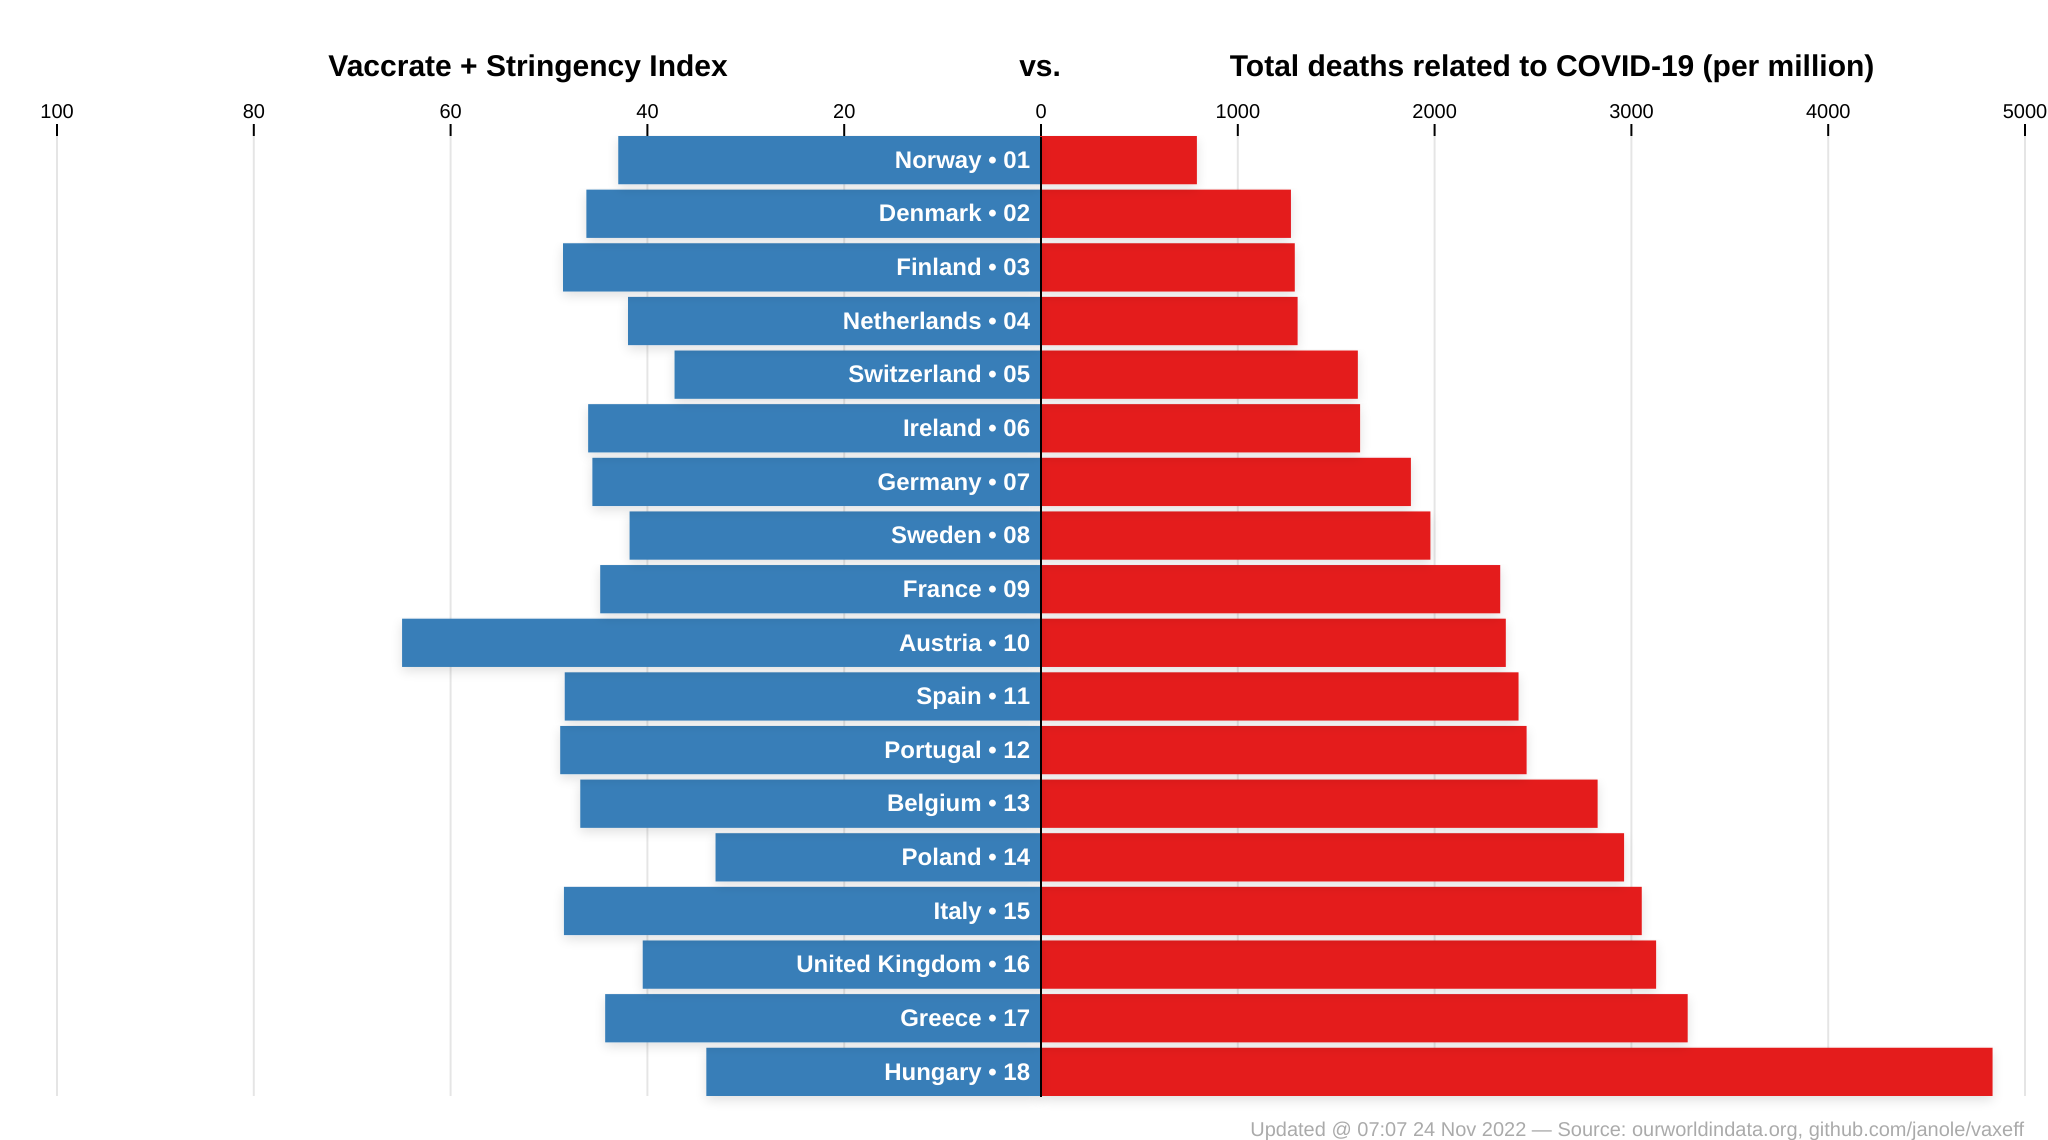 Vaccrate + Stringency Index vs. Total deaths related to COVID-19 (per million)
100 80 60 40 20 0 1000 2000 3000 4000 5000
Norway • 01
Denmark • 02
Finland • 03
Netherlands • 04
Switzerland • 05
Ireland • 06
Germany • 07
Sweden • 08
France • 09
Austria • 10
Spain • 11
Portugal • 12
Belgium • 13
Poland • 14
Italy • 15
United Kingdom • 16
Greece • 17
Hungary • 18
Updated @ 07:07 24 Nov 2022 — Source: ourworldindata.org, github.com/janole/vaxeff